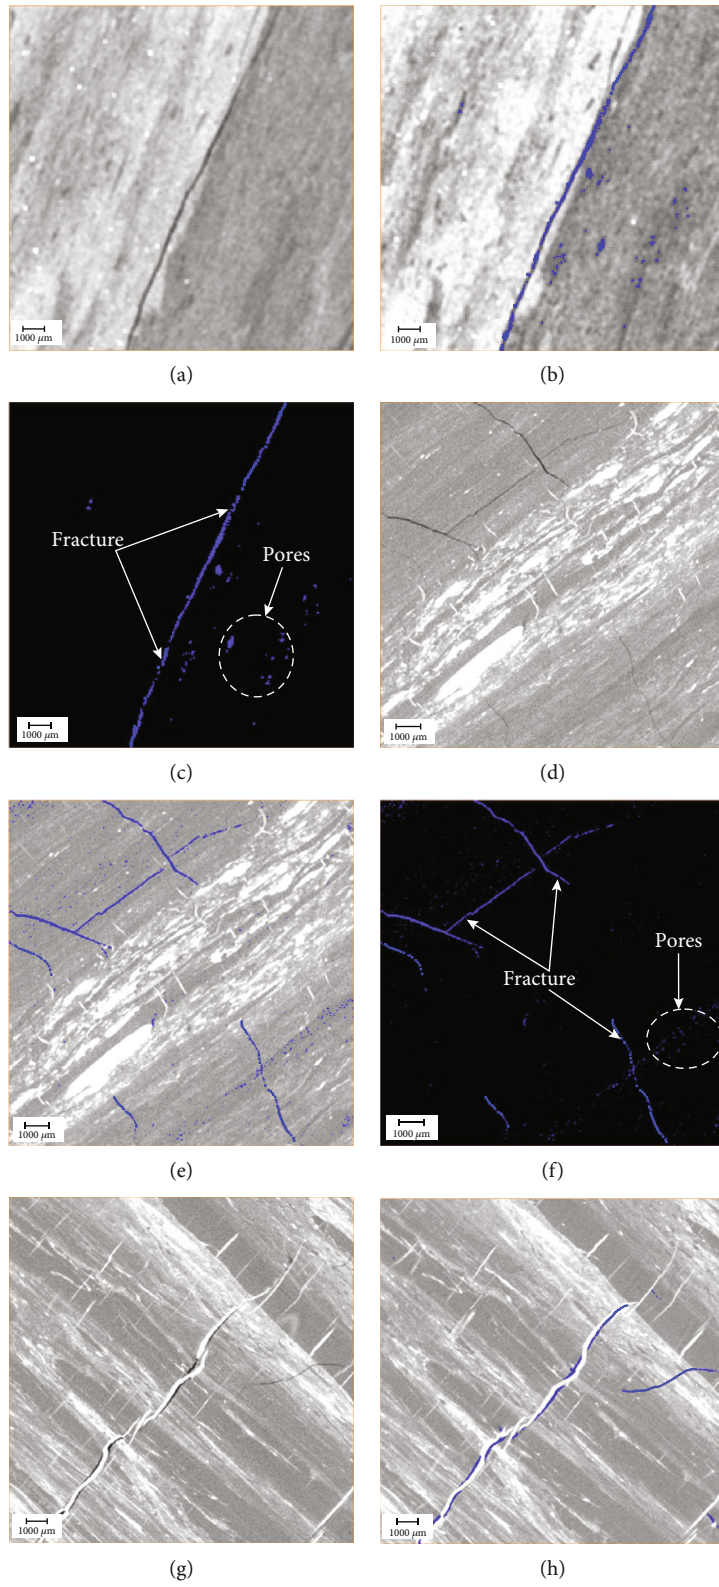 1000 μm
1000 μm
(a)
(b)
Fracture
Pores
1000 μm
1000 μm
(c)
(d)
Pores
Fracture
1000 μm
1000 μm
(e)
(f)
1000 μm
1000 μm
(g)
(h)